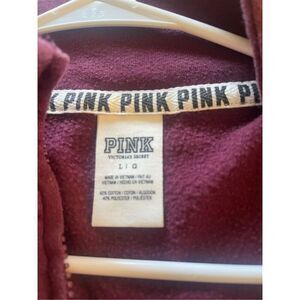 K PINK PINK PINK PI
PINK
VICTORIA'S SECRET
L | G
MADE IN VIETNAM / FAIT AU
VIETNAM / HECHO EN VIETNAM
60% COTTON / COTON / ALGODON
40% POLYESTER / POLYESTER